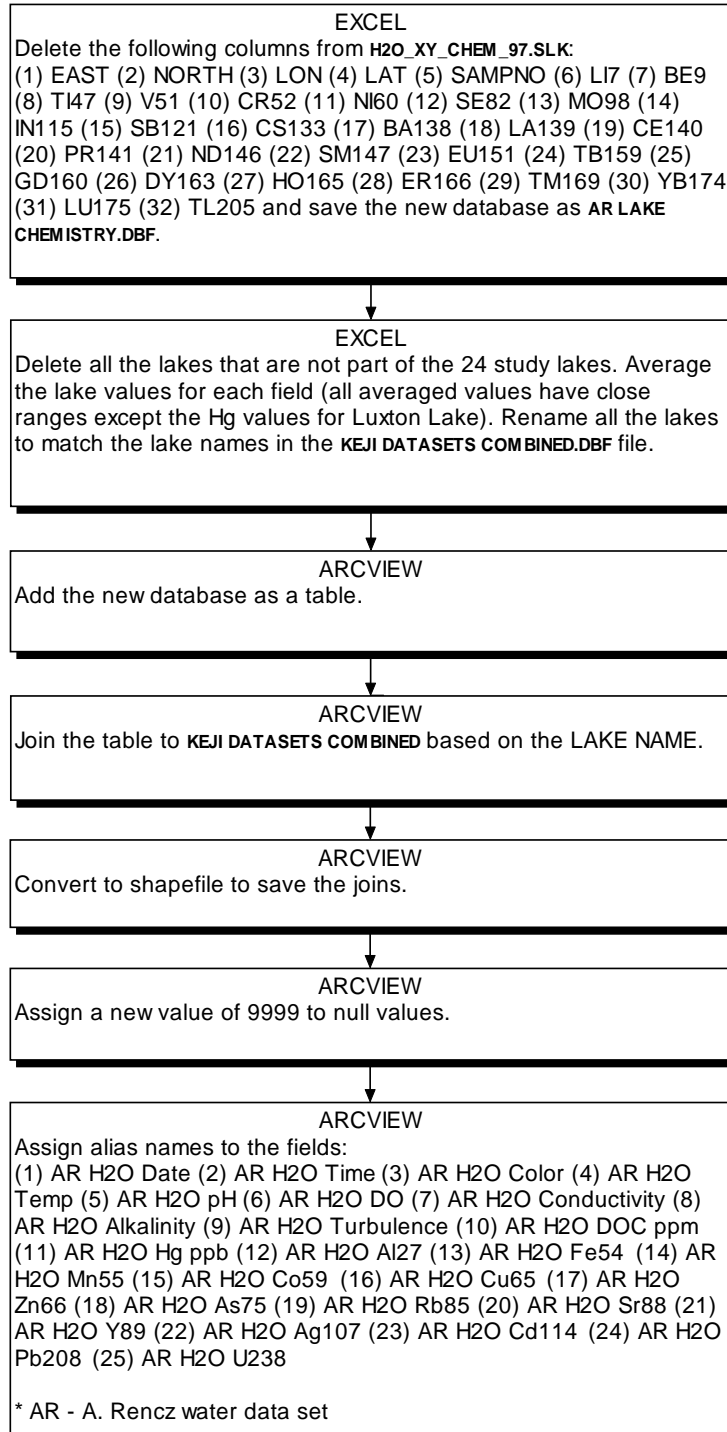 EXCEL
Delete the following columns from H2O_XY_CHEM_97.SLK:
(1) EAST (2) NORTH (3) LON (4) LAT (5) SAMPNO (6) LI7 (7) BE9
(8) TI47 (9) V51 (10) CR52 (11) NI60 (12) SE82 (13) MO98 (14)
IN115 (15) SB121 (16) CS133 (17) BA138 (18) LA139 (19) CE140
(20) PR141 (21) ND146 (22) SM147 (23) EU151 (24) TB159 (25)
GD160 (26) DY163 (27) HO165 (28) ER166 (29) TM169 (30) YB174
(31) LU175 (32) TL205 and save the new database as AR LAKE
CHEMISTRY.DBF.
EXCEL
Delete all the lakes that are not part of the 24 study lakes. Average
the lake values for each field (all averaged values have close
ranges except the Hg values for Luxton Lake). Rename all the lakes
to match the lake names in the KEJI DATASETS COMBINED.DBF file.
ARCVIEW
Add the new database as a table.
ARCVIEW
Join the table to KEJI DATASETS COMBINED based on the LAKE NAME.
ARCVIEW
Convert to shapefile to save the joins.
ARCVIEW
Assign a new value of 9999 to null values.
ARCVIEW
Assign alias names to the fields:
(1) AR H2O Date (2) AR H2O Time (3) AR H2O Color (4) AR H2O
Temp (5) AR H2O pH (6) AR H2O DO (7) AR H2O Conductivity (8)
AR H2O Alkalinity (9) AR H2O Turbulence (10) AR H2O DOC ppm
(11) AR H2O Hg ppb (12) AR H2O Al27 (13) AR H2O Fe54 (14) AR
H2O Mn55 (15) AR H2O Co59 (16) AR H2O Cu65 (17) AR H2O
Zn66 (18) AR H2O As75 (19) AR H2O Rb85 (20) AR H2O Sr88 (21)
AR H2O Y89 (22) AR H2O Ag107 (23) AR H2O Cd114 (24) AR H2O
Pb208 (25) AR H2O U238
* AR - A. Rencz water data set